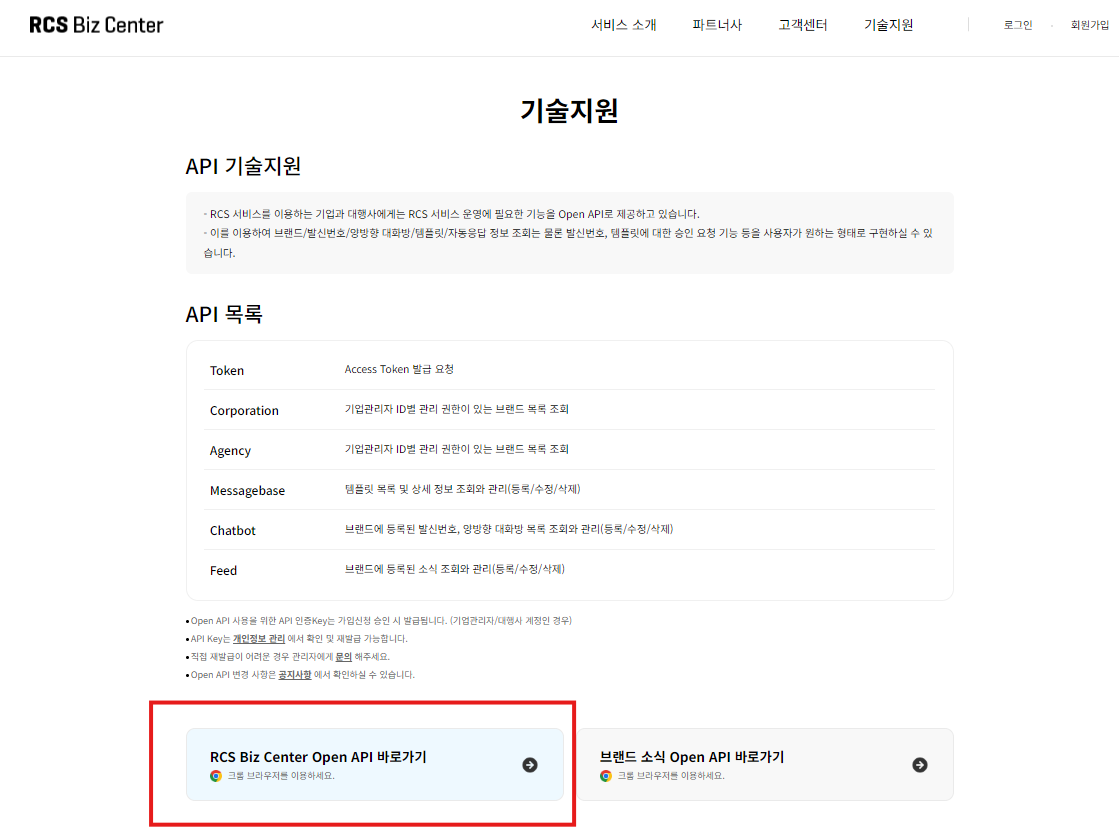 RCS Biz Center
서비스 소개 파트너사 고객센터 기술지원 로그인 회원가입
기술지원
API 기술지원
- RCS 서비스를 이용하는 기업과 대행사에게는 RCS 서비스 운영에 필요한 기능을 Open API로 제공하고 있습니다.
- 이를 이용하여 브랜드/발신번호/양방향 대화방/템플릿/자동응답 정보 조회는 물론 발신번호, 템플릿에 대한 승인 요청 기능 등을 사용자가 원하는 형태로 구현하실 수 있
습니다.
API 목록
Token Access Token 발급 요청
Corporation 기업관리자 ID별 관리 권한이 있는 브랜드 목록 조회
Agency 기업관리자 ID별 관리 권한이 있는 브랜드 목록 조회
Messagebase 템플릿 목록 및 상세 정보 조회와 관리(등록/수정/삭제)
Chatbot 브랜드에 등록된 발신번호, 양방향 대화방 목록 조회와 관리(등록/수정/삭제)
Feed 브랜드에 등록된 소식 조회와 관리(등록/수정/삭제)
•Open API 사용을 위한 API 인증Key는 가입신청 승인 시 발급됩니다. (기업관리자/대행사 계정인 경우)
•API Key는 개인정보 관리 에서 확인 및 재발급 가능합니다.
•직접 재발급이 어려운 경우 관리자에게 문의 해주세요.
•Open API 변경 사항은 공지사항 에서 확인하실 수 있습니다.
RCS Biz Center Open API 바로가기
크롬 브라우저를 이용하세요.
브랜드 소식 Open API 바로가기
크롬 브라우저를 이용하세요.